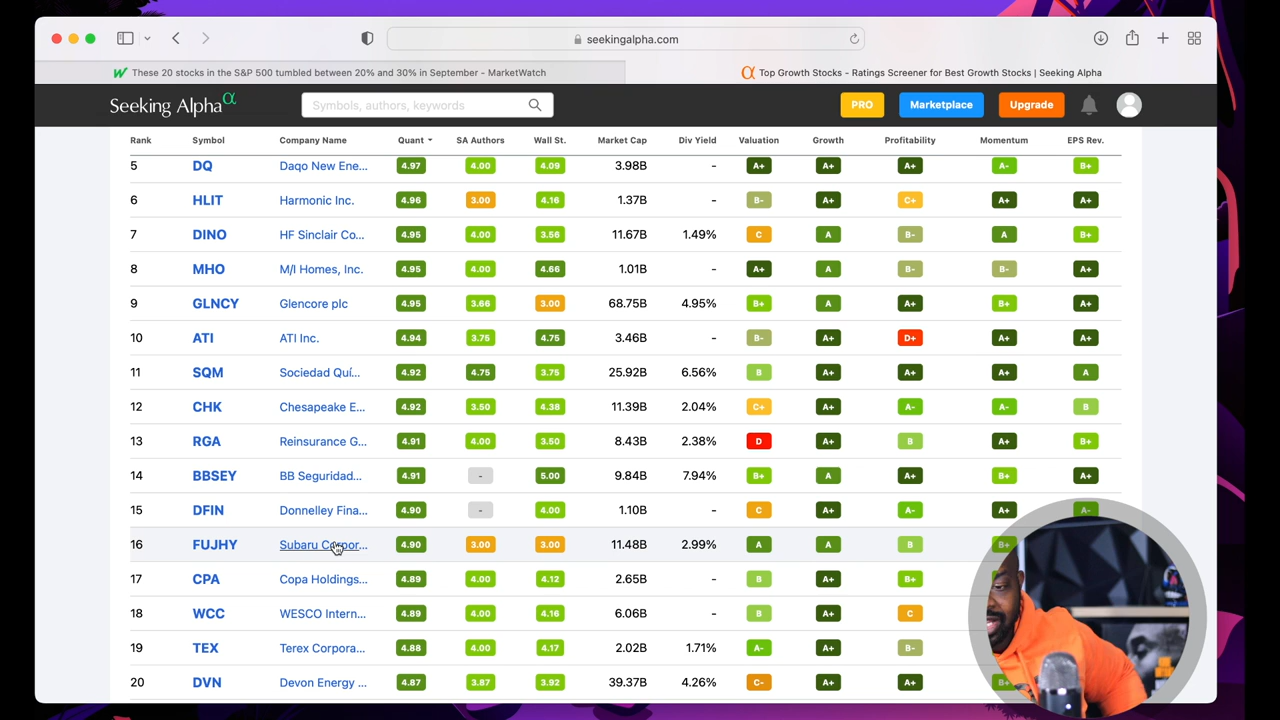 seekingalpha.com
These 20 stocks in the S&P 500 tumbled between 20% and 30% in September - MarketWatch
Top Growth Stocks - Ratings Screener for Best Growth Stocks | Seeking Alpha
Seeking Alpha α Symbols, authors, keywords PRO Marketplace Upgrade
Rank Symbol Company Name Quant SA Authors Wall St. Market Cap Div Yield Valuation Growth Profitability Momentum EPS Rev.
5 DQ Daqo New Ene... 4.97 4.00 4.09 3.98B - A+ A+ A+ A- B+
6 HLIT Harmonic Inc. 4.96 3.00 4.16 1.37B - B- A+ C+ A+ A+
7 DINO HF Sinclair Co... 4.95 4.00 3.56 11.67B 1.49% C A B- A B+
8 MHO M/I Homes, Inc. 4.95 4.00 4.66 1.01B - A+ A B- B- A+
9 GLNCY Glencore plc 4.95 3.66 3.00 68.75B 4.95% B+ A A+ B+ A+
10 ATI ATI Inc. 4.94 3.75 4.75 3.46B - B- A+ D+ A+ A+
11 SQM Sociedad Quí... 4.92 4.75 3.75 25.92B 6.56% B A+ A+ A+ A
12 CHK Chesapeake E... 4.92 3.50 4.38 11.39B 2.04% C+ A+ A- A- B
13 RGA Reinsurance G... 4.91 4.00 3.50 8.43B 2.38% D A+ B A+ B+
14 BBSEY BB Seguridad... 4.91 - 5.00 9.84B 7.94% B+ A A+ B+ A+
15 DFIN Donnelley Fina... 4.90 - 4.00 1.10B - C A+ A- A+ A-
16 FUJHY Subaru Corpor... 4.90 3.00 3.00 11.48B 2.99% A A B B+
17 CPA Copa Holdings... 4.89 4.00 4.12 2.65B - B A+ B+
18 WCC WESCO Intern... 4.89 4.00 4.16 6.06B - B A+ C
19 TEX Terex Corpora... 4.88 4.00 4.17 2.02B 1.71% A- A+ B-
20 DVN Devon Energy ... 4.87 3.87 3.92 39.37B 4.26% C- A+ A+ B+